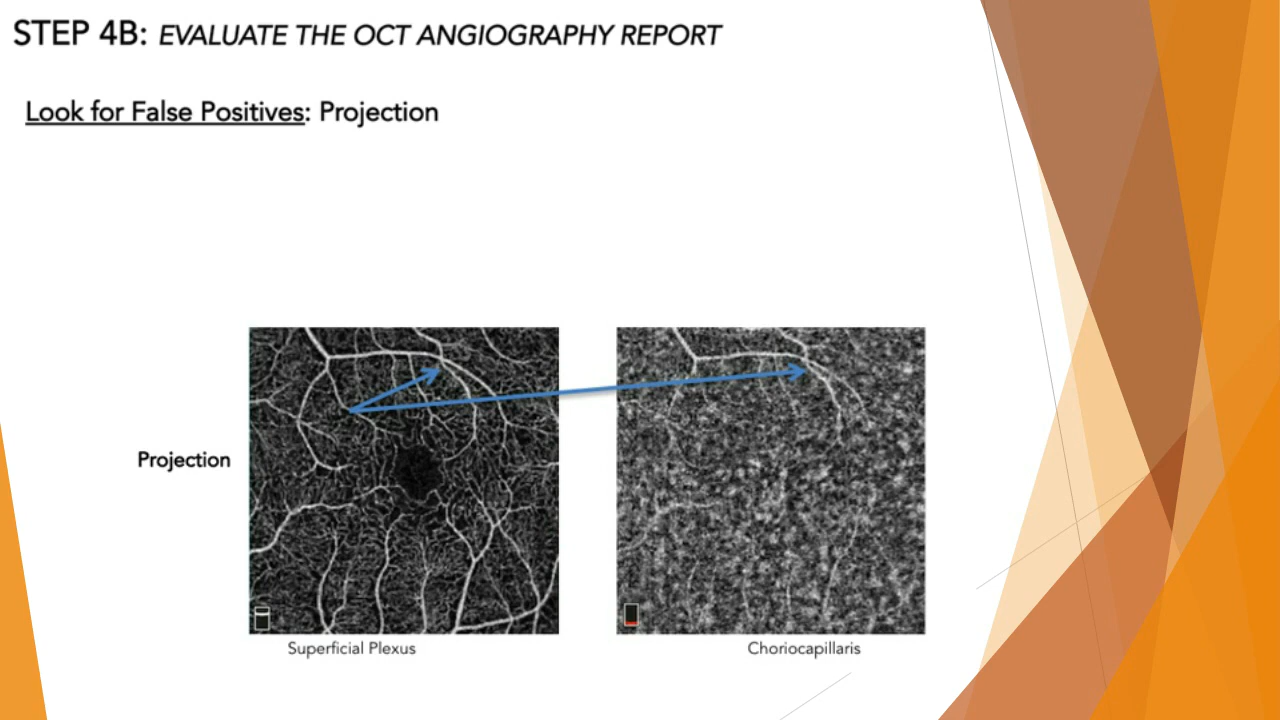 STEP 4B: EVALUATE THE OCT ANGIOGRAPHY REPORT
Look for False Positives: Projection
Projection
Superficial Plexus
Choriocapillaris